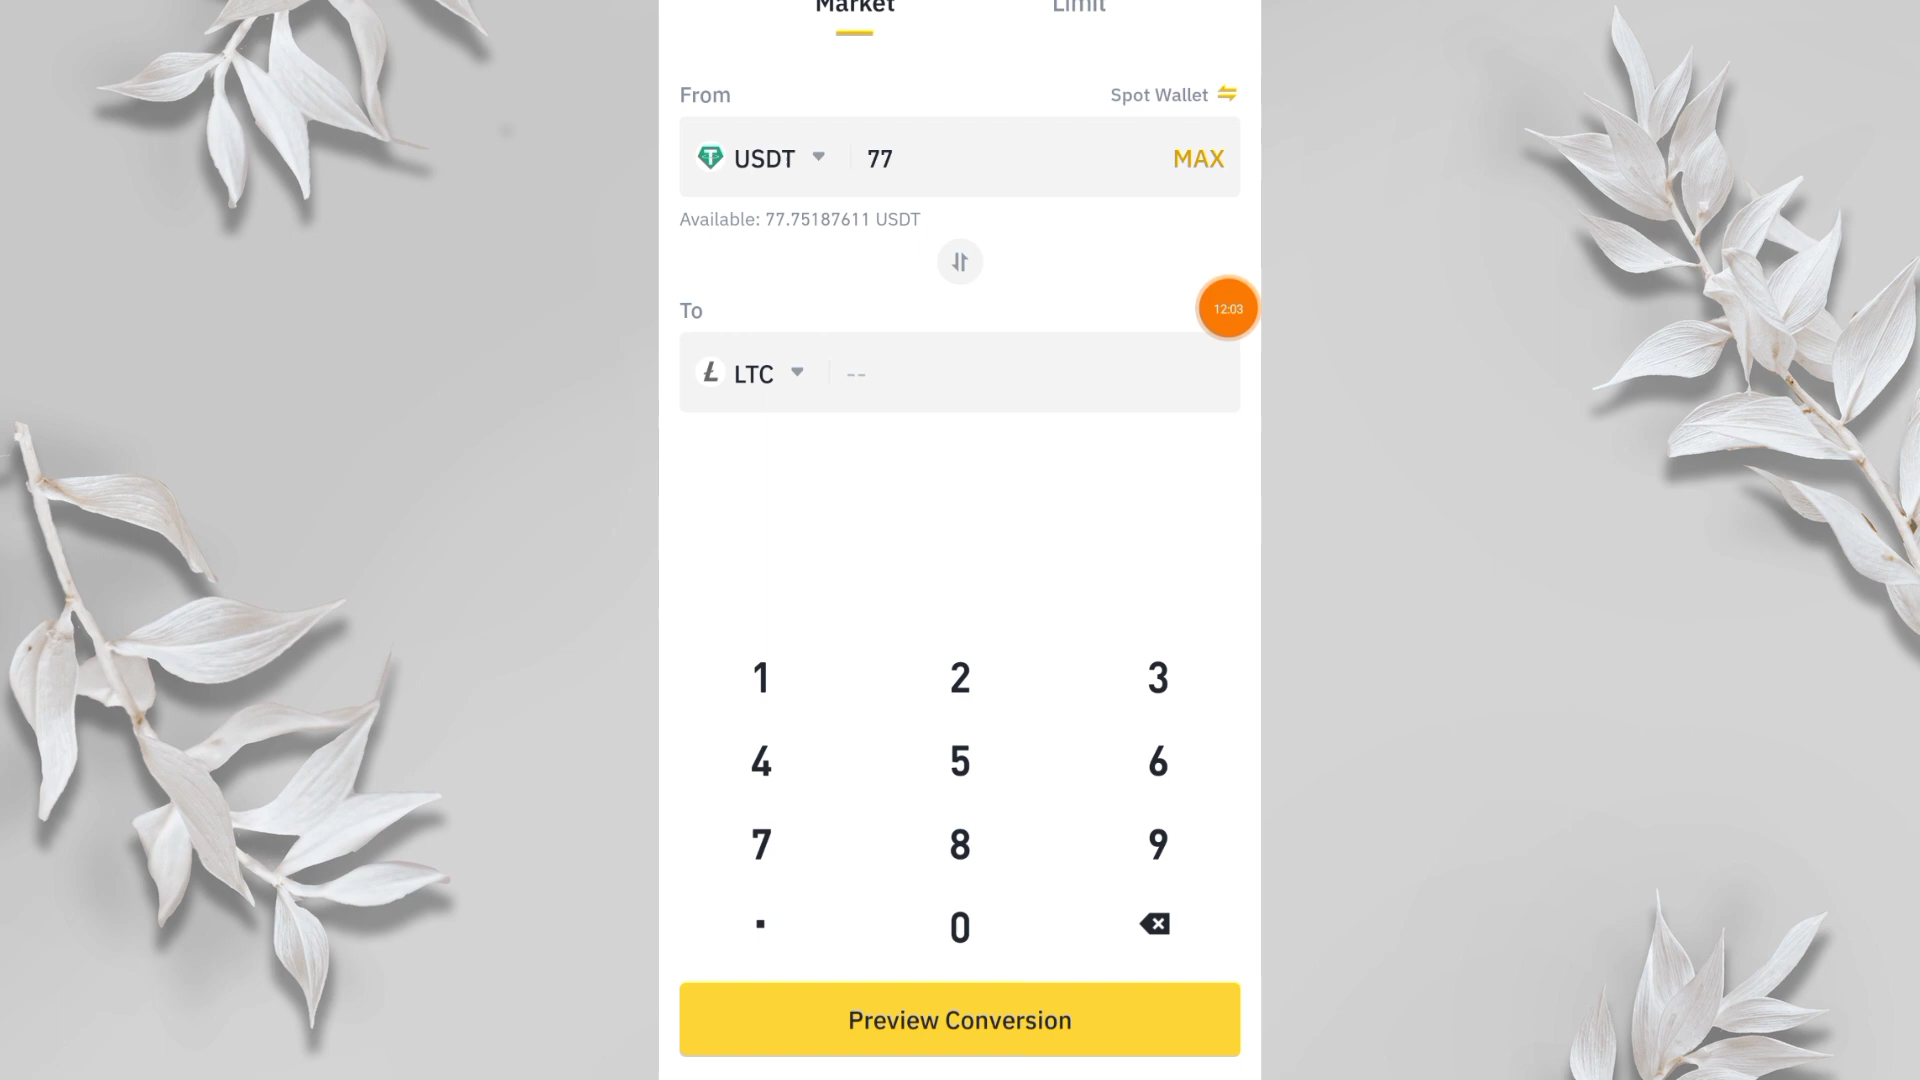 Market Limit
From Spot Wallet
USDT 77 MAX
Available: 77.75187611 USDT
To
12:03
LTC --
1 2 3
4 5 6
7 8 9
. 0
Preview Conversion